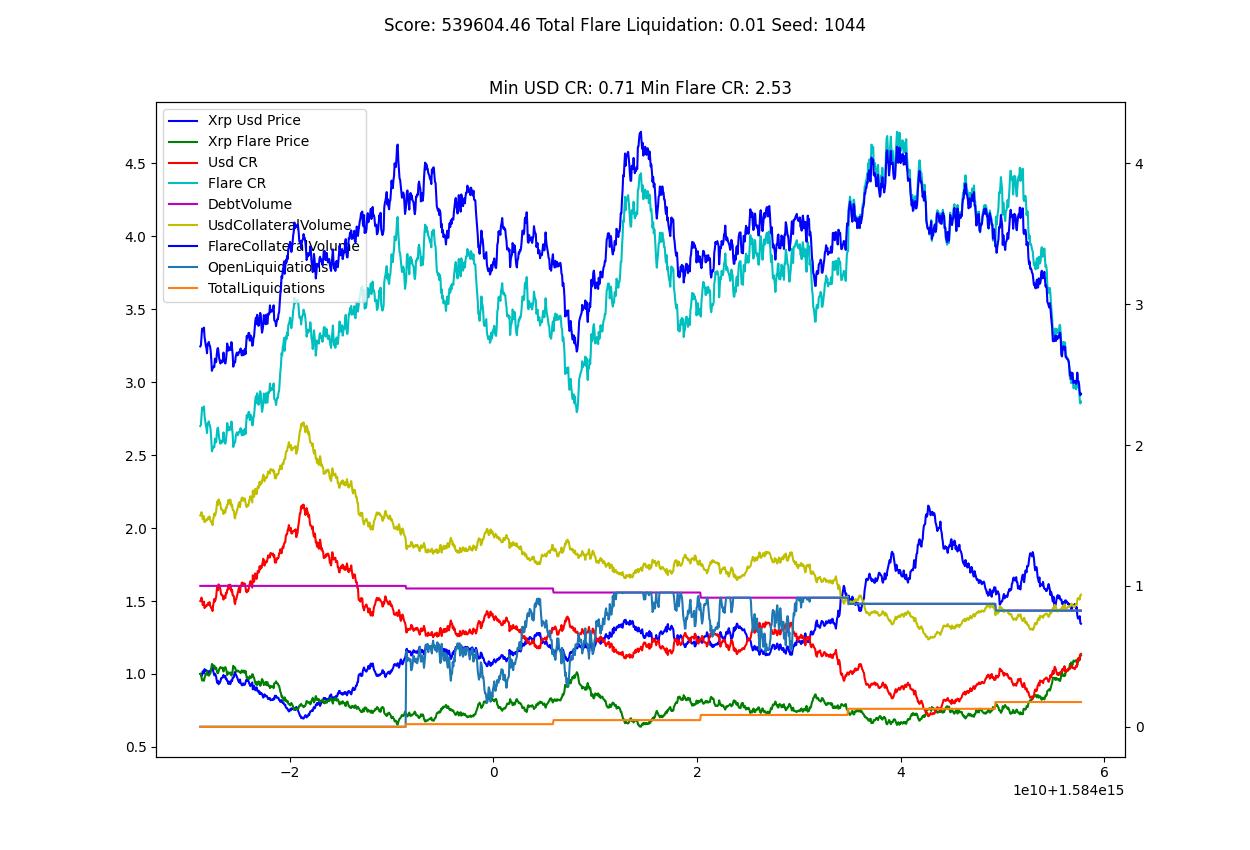 Score: 539604.46 Total Flare Liquidation: 0.01 Seed: 1044
Min USD CR: 0.71 Min Flare CR: 2.53
Xrp Usd Price
Xrp Flare Price
Usd CR
Flare CR
DebtVolume
UsdCollateralVolume
FlareCollateralVolume
OpenLiquidations
TotalLiquidations
4.5
4.0
3.5
3.0
2.5
2.0
1.5
1.0
0.5
4
3
2
1
0
−2
0
2
4
6
1e10+1.584e15